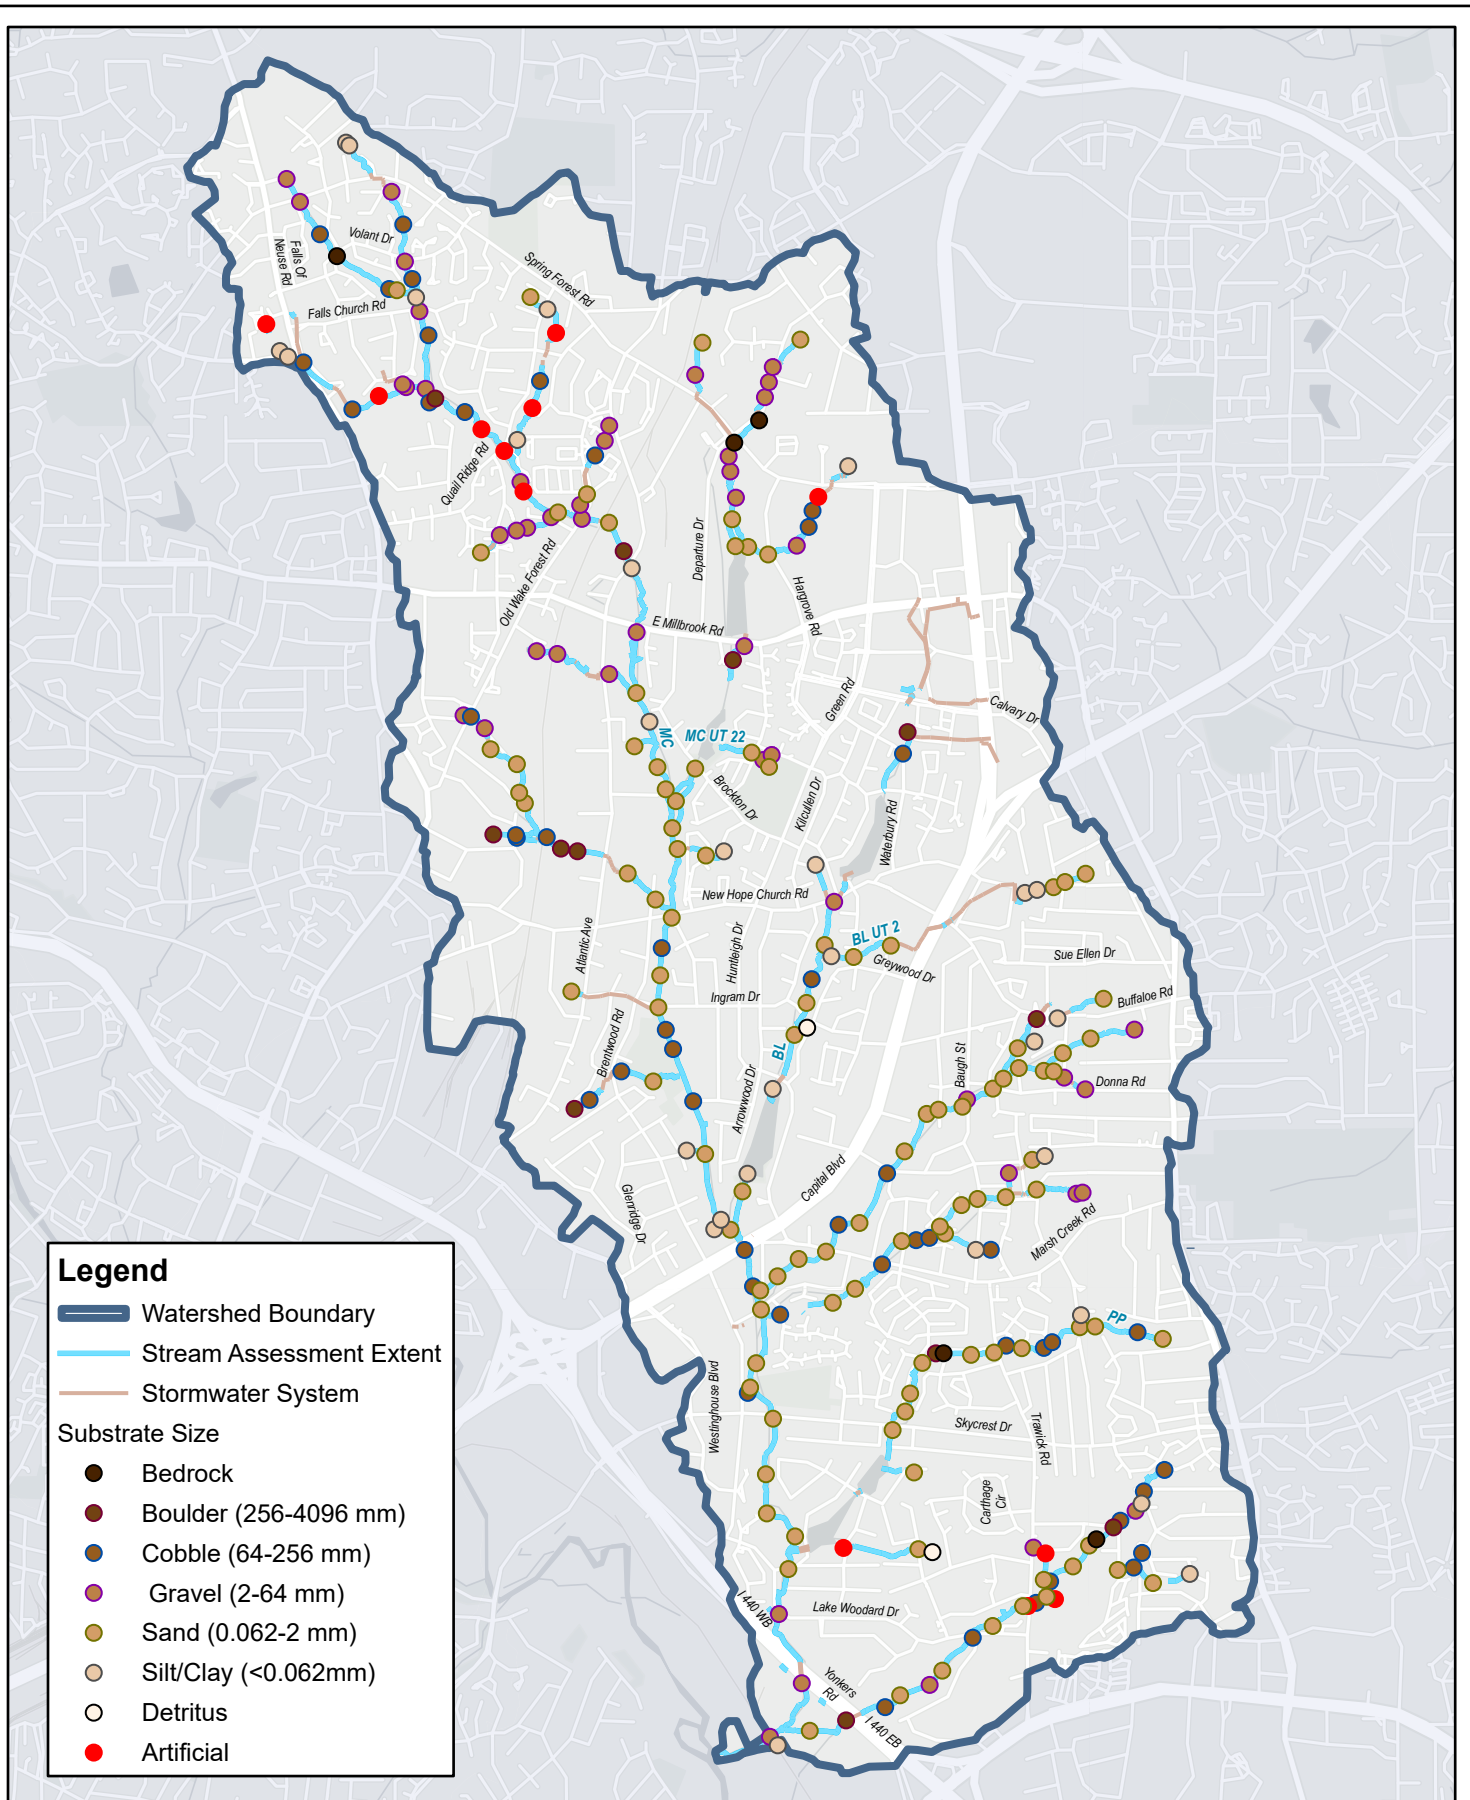 Volant Dr
Falls Of
Neuse Rd
Spring Forest Rd
Falls Church Rd
Quail Ridge Rd
Old Wake Forest Rd
Departure Dr
Hargrove Rd
E Millbrook Rd
Green Rd
Calvary Dr
MC
MC UT 22
Brockton Dr
Kilcullen Dr
Waterbury Rd
New Hope Church Rd
BL UT 2
Greywood Dr
Sue Ellen Dr
Atlantic Ave
Huntleigh Dr
Ingram Dr
Buffaloe Rd
Brentwood Rd
BL
Baugh St
Donna Rd
Arrowwood Dr
Capital Blvd
Glenridge Dr
Marsh Creek Rd
PP
Westinghouse Blvd
Skycrest Dr
Trawick Rd
Carthage
Cir
I 440 WB
Lake Woodard Dr
Yonkers
Rd
I 440 EB
Legend
Watershed Boundary
Stream Assessment Extent
Stormwater System
Substrate Size
Bedrock
Boulder (256-4096 mm)
Cobble (64-256 mm)
Gravel (2-64 mm)
Sand (0.062-2 mm)
Silt/Clay (<0.062mm)
Detritus
Artificial